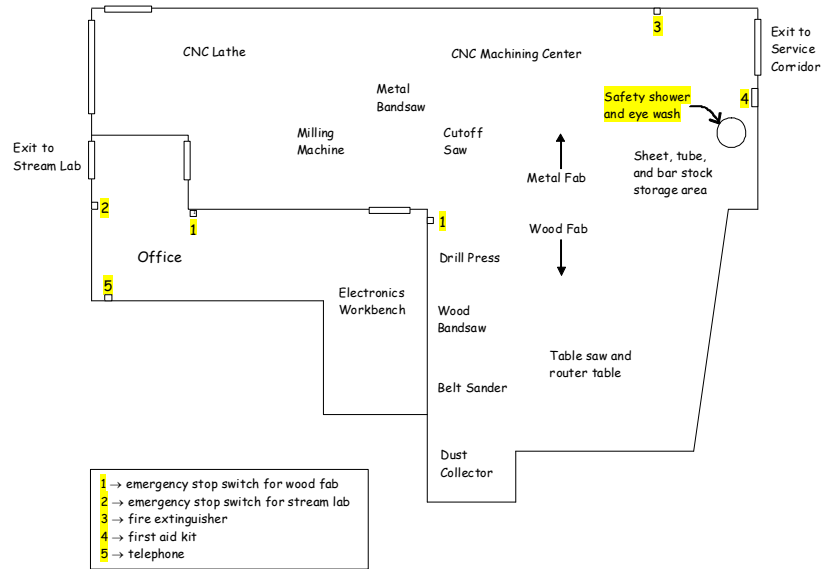 3
Exit to
Service
Corridor
CNC Lathe
CNC Machining Center
Metal
Bandsaw
Safety shower
and eye wash
4
Milling
Machine
Cutoff
Saw
Exit to
Stream Lab
Sheet, tube,
and bar stock
storage area
Metal Fab
2
1
1
Wood Fab
Office
Drill Press
5
Electronics
Workbench
Wood
Bandsaw
Table saw and
router table
Belt Sander
Dust
Collector
1 → emergency stop switch for wood fab
2 → emergency stop switch for stream lab
3 → fire extinguisher
4 → first aid kit
5 → telephone